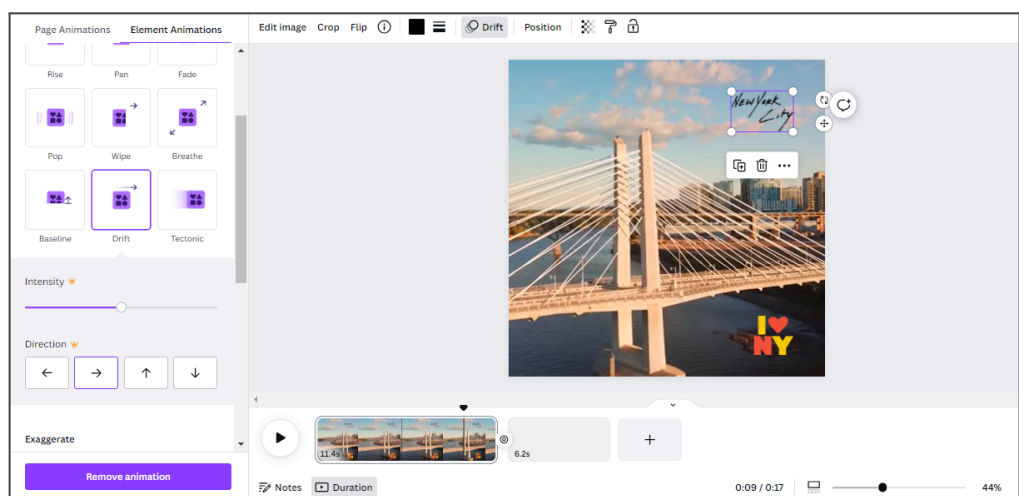 Page Animations
Element Animations
Edit image Crop Flip Drift Position
Rise Pan Fade
Pop Wipe Breathe
Baseline Drift Tectonic
Intensity
Direction
Exaggerate
Remove animation
New York
City
I
NY
11.4s
6.2s
Notes Duration
0:09 / 0:17
44%